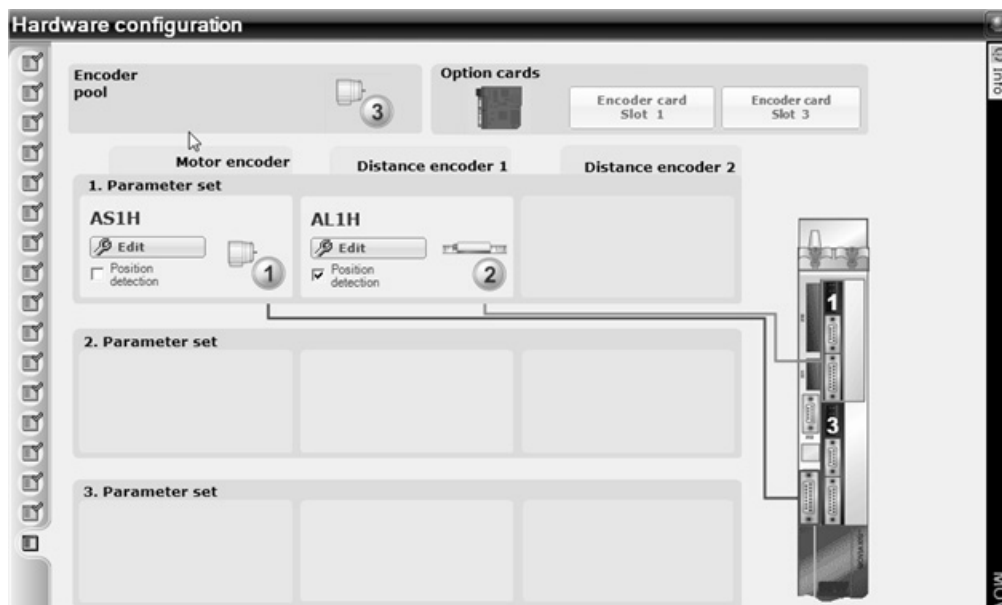 Hardware configuration
Info
Encoder
pool
3
Option cards
Encoder card
Slot 1
Encoder card
Slot 3
Motor encoder
Distance encoder 1
Distance encoder 2
1. Parameter set
AS1H
Edit
Position
detection
1
AL1H
Edit
Position
detection
2
1
3
2. Parameter set
3. Parameter set